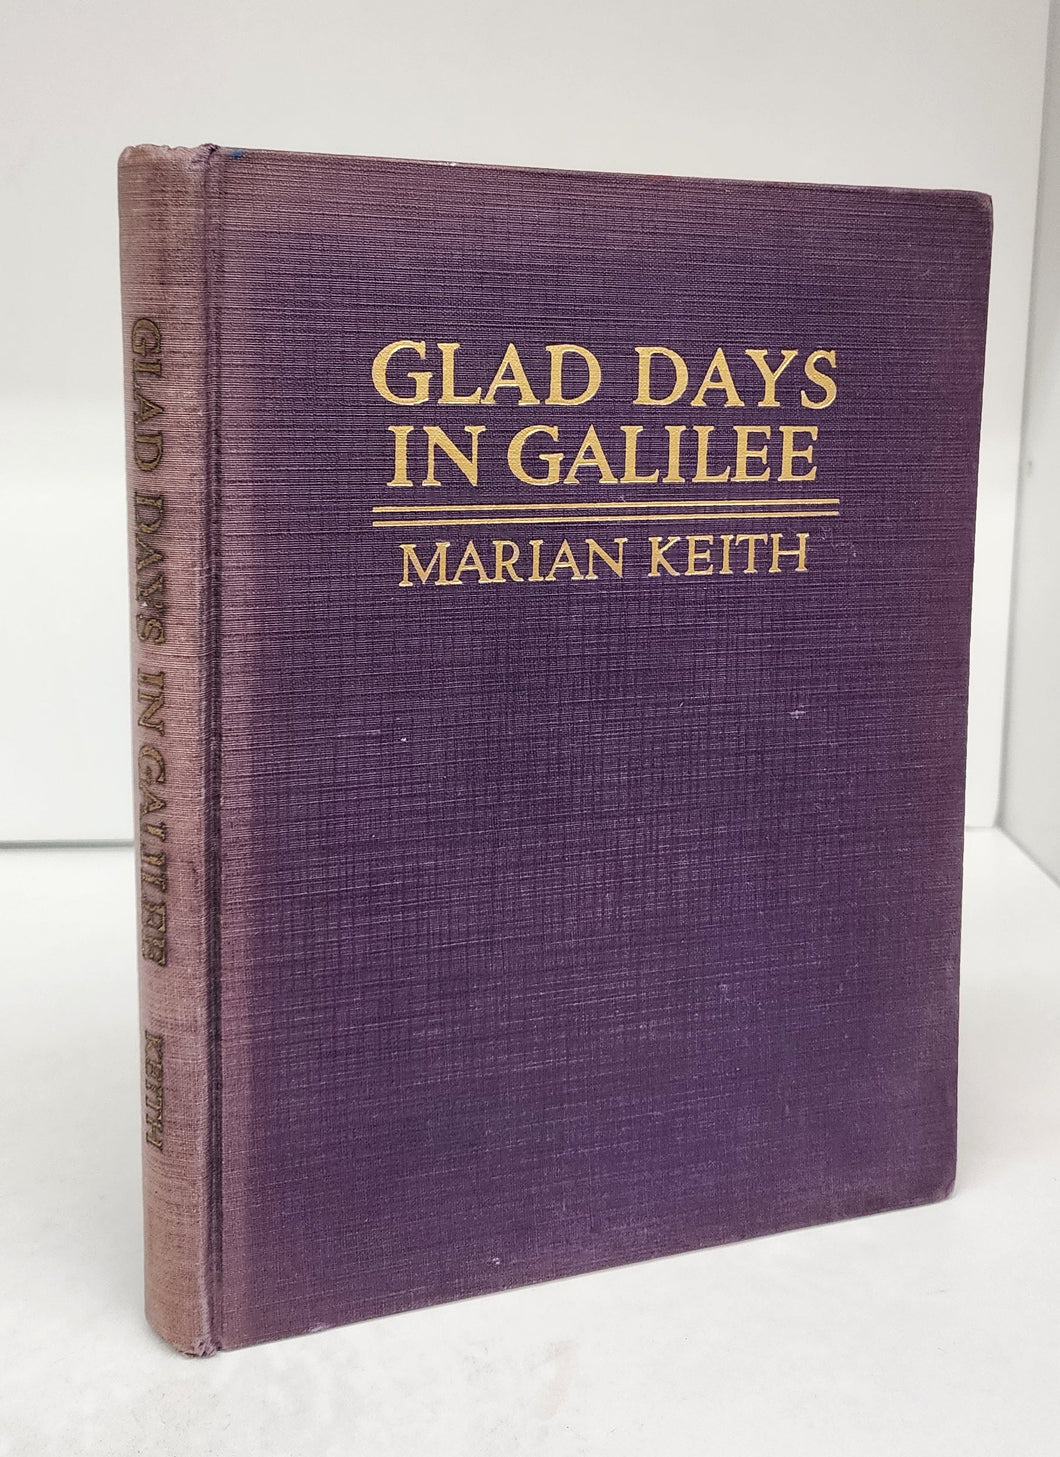 GLAD DAYS
IN GALILEE
MARIAN KEITH
GLAD DAYS IN GALILEE KEITH